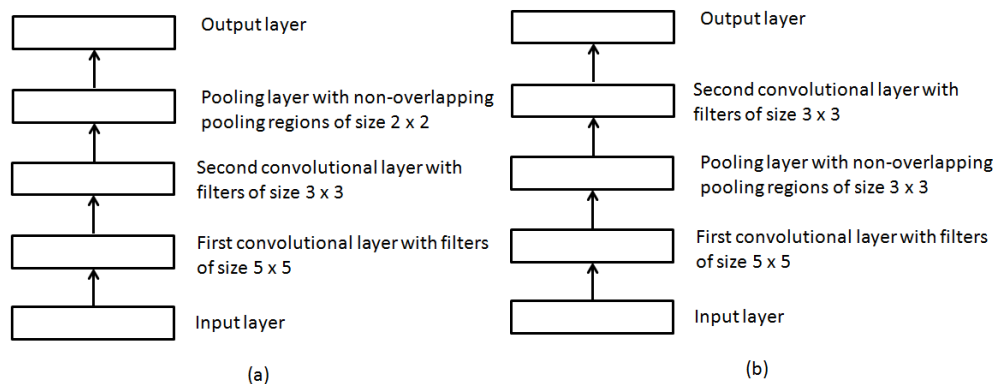 Output layer
Pooling layer with non-overlapping
pooling regions of size 2 x 2
Second convolutional layer with
filters of size 3 x 3
First convolutional layer with filters
of size 5 x 5
Input layer
(a)
Output layer
Second convolutional layer with
filters of size 3 x 3
Pooling layer with non-overlapping
pooling regions of size 3 x 3
First convolutional layer with filters
of size 5 x 5
Input layer
(b)